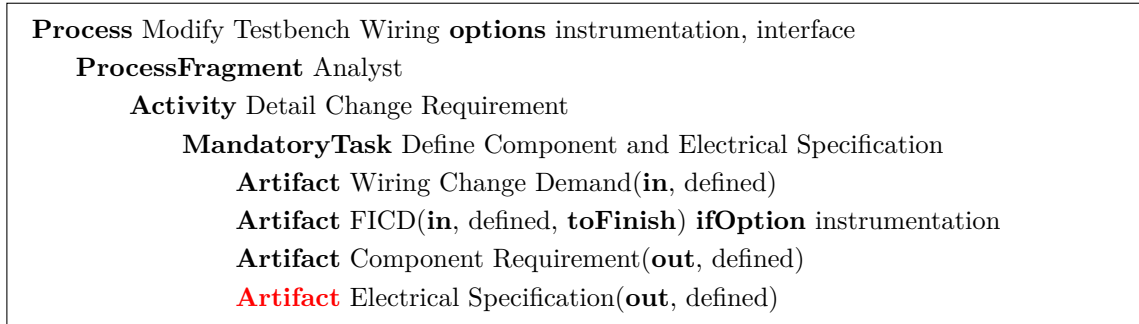 Process Modify Testbench Wiring options instrumentation, interface
ProcessFragment Analyst
Activity Detail Change Requirement
MandatoryTask Define Component and Electrical Specification
Artifact Wiring Change Demand(in, defined)
Artifact FICD(in, defined, toFinish) ifOption instrumentation
Artifact Component Requirement(out, defined)
Artifact Electrical Specification(out, defined)